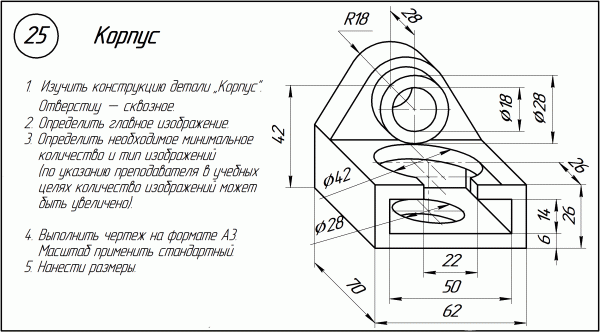 25 Корпус
1. Изучить конструкцию детали „Корпус".
Отверстиу — сквозное.
2. Определить главное изображение.
3. Определить необходимое минимальное
количество и тип изображений
(по указанию преподавателя в учебных
целях количество изображений может
быть увеличено).
4. Выполнить чертеж на формате А3.
Масштаб применить стандартный.
5. Нанести размеры.
R18
28
42
Ø18
Ø28
Ø42
26
Ø28
14
26
6
22
50
70
62